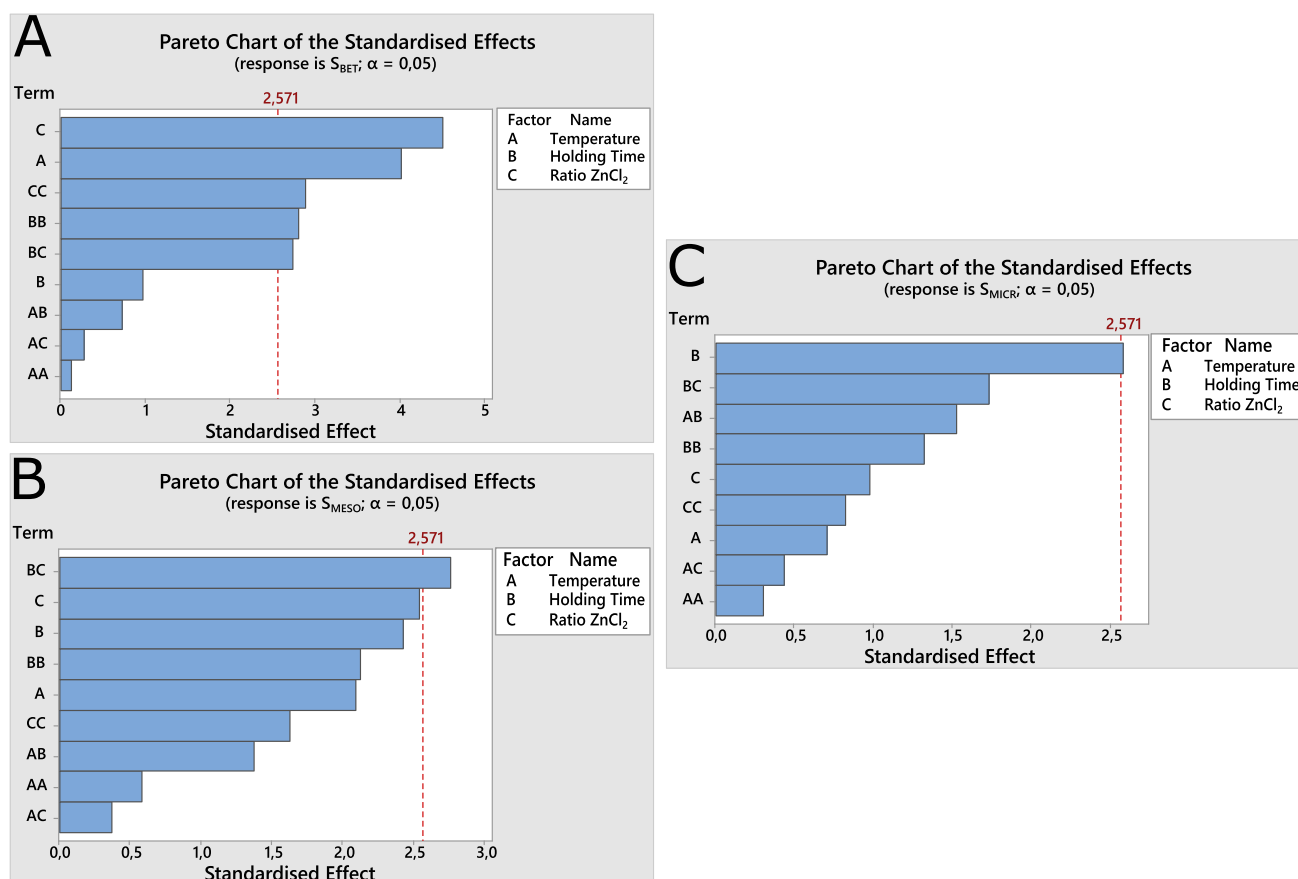 A
Pareto Chart of the Standardised Effects
(response is S_BET; α = 0,05)
Term
2,571
C
A
CC
BB
BC
B
AB
AC
AA
0 1 2 3 4 5
Standardised Effect
Factor Name
A Temperature
B Holding Time
C Ratio ZnCl₂
B
Pareto Chart of the Standardised Effects
(response is S_MESO; α = 0,05)
Term
2,571
BC
C
B
BB
A
CC
AB
AA
AC
0,0 0,5 1,0 1,5 2,0 2,5 3,0
Standardised Effect
Factor Name
A Temperature
B Holding Time
C Ratio ZnCl₂
C
Pareto Chart of the Standardised Effects
(response is S_MICR; α = 0,05)
Term
2,571
B
BC
AB
BB
C
CC
A
AC
AA
0,0 0,5 1,0 1,5 2,0 2,5
Standardised Effect
Factor Name
A Temperature
B Holding Time
C Ratio ZnCl₂